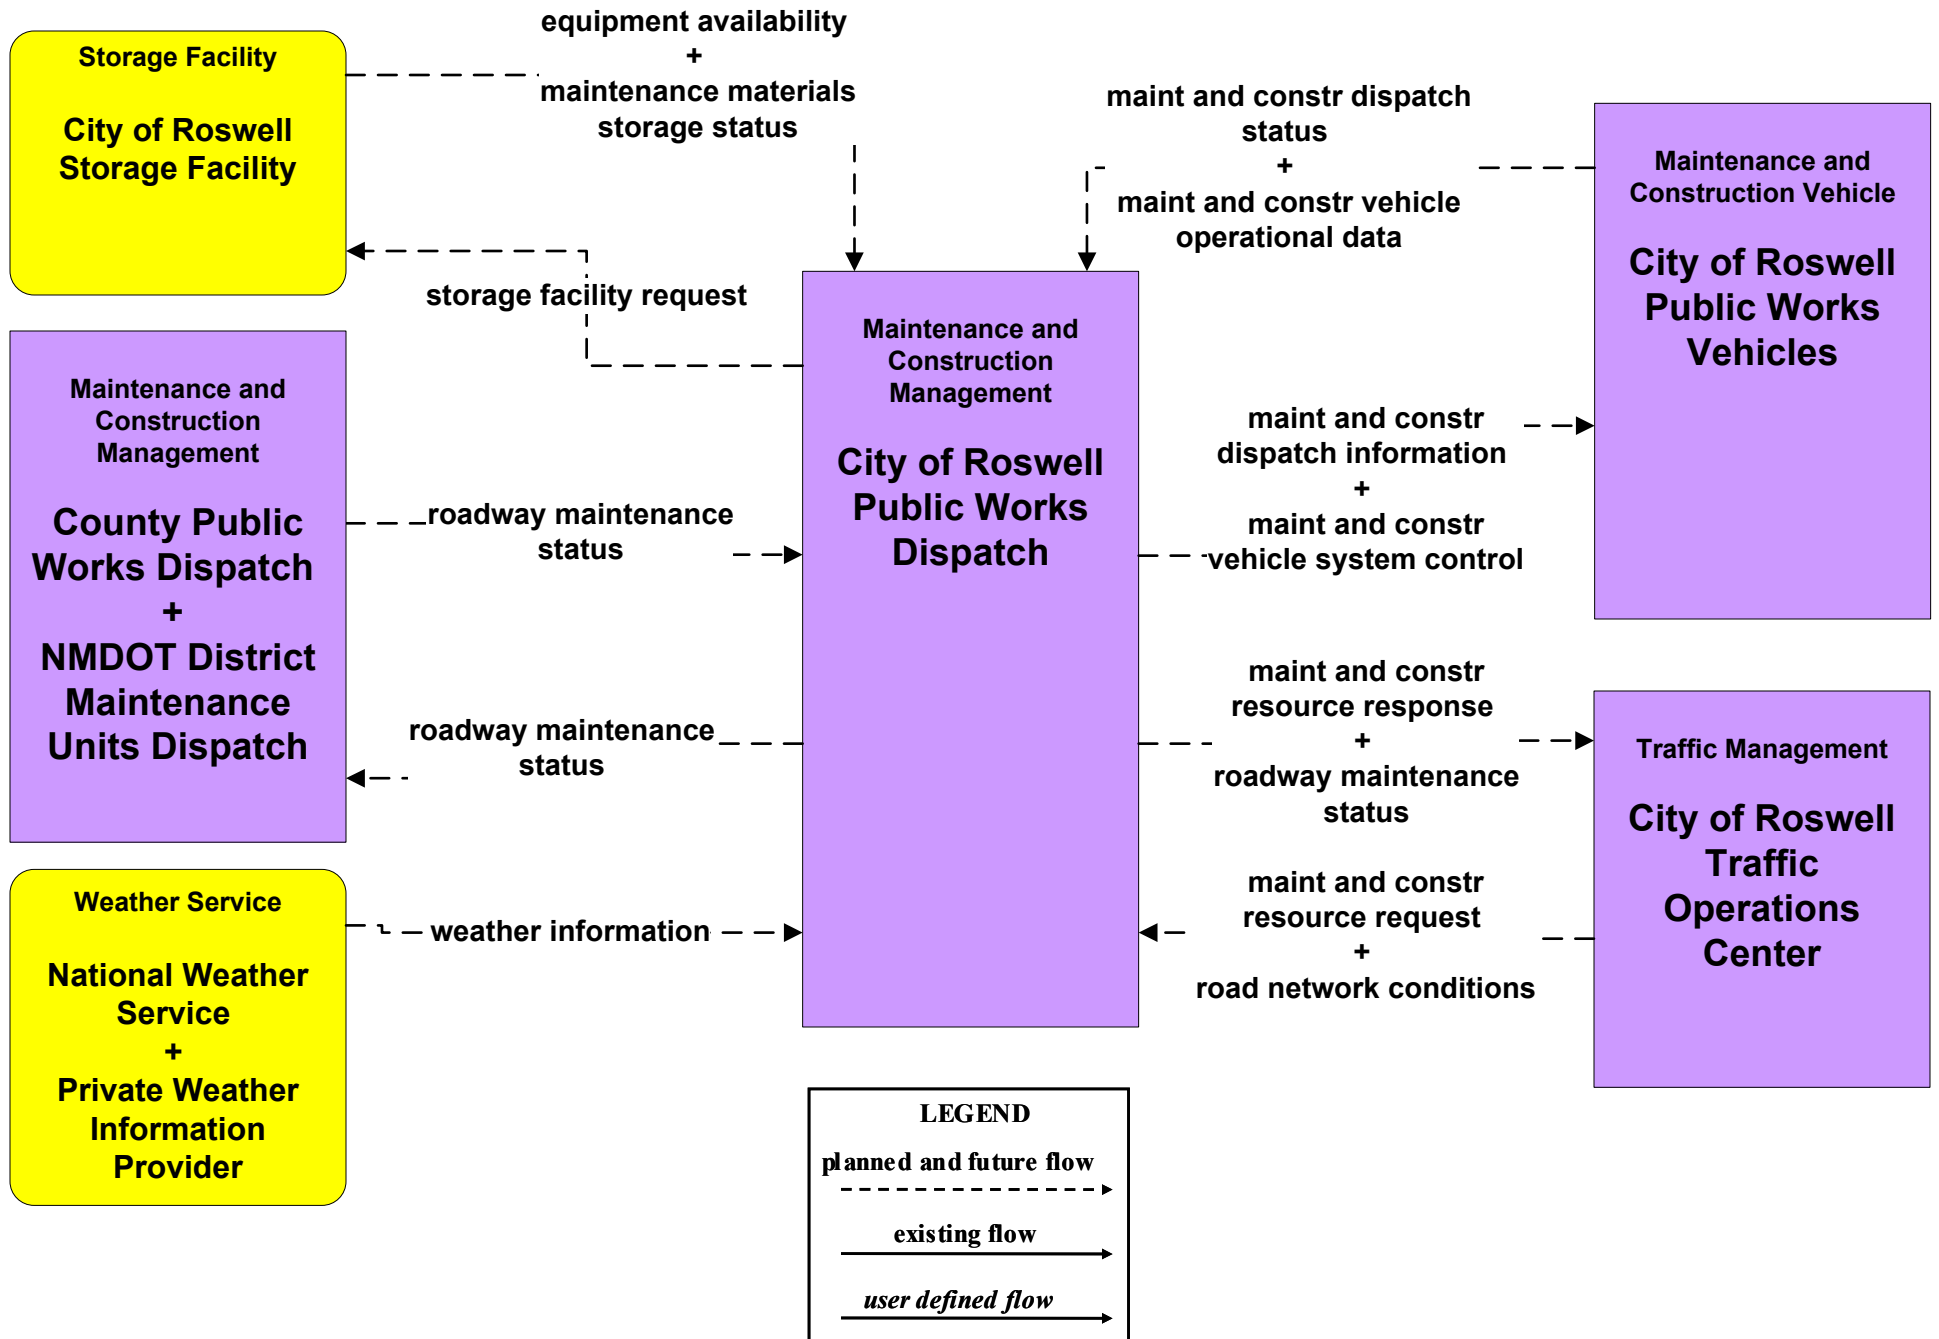 equipment availability
+
maintenance materials
storage status
Storage Facility
City of Roswell
Storage Facility
storage facility request
maint and constr dispatch
status
+
maint and constr vehicle
operational data
Maintenance and
Construction Vehicle
City of Roswell
Public Works
Vehicles
Maintenance and
Construction
Management
County Public
Works Dispatch
+
NMDOT District
Maintenance
Units Dispatch
roadway maintenance
status
roadway maintenance
status
Maintenance and
Construction
Management
City of Roswell
Public Works
Dispatch
maint and constr
dispatch information
+
maint and constr
vehicle system control
maint and constr
resource response
+
roadway maintenance
status
Traffic Management
City of Roswell
Traffic
Operations
Center
maint and constr
resource request
+
road network conditions
Weather Service
National Weather
Service
+
Private Weather
Information
Provider
weather information
LEGEND
planned and future flow
existing flow
user defined flow